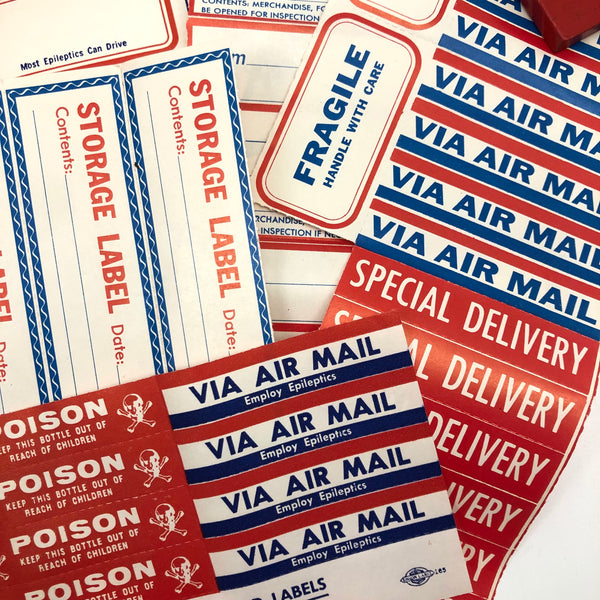 Most Epileptics Can Drive
CONTENTS: MERCHANDISE,
BE OPENED FOR INSPECTION
STORAGE LABEL
Contents:
Date:
STORAGE LABEL
Contents:
Date:
STORAGE LABEL
MERCHANDISE,
INSPECTION IF
FRAGILE
HANDLE WITH CARE
VIA AIR MAIL
VIA AIR MAIL
VIA AIR MAIL
VIA AIR MAIL
VIA AIR MAIL
VIA AIR MAIL
SPECIAL DELIVERY
SPECIAL DELIVERY
DELIVERY
DELIVERY
DELIVERY
POISON
KEEP THIS BOTTLE OUT OF
REACH OF CHILDREN
POISON
KEEP THIS BOTTLE OUT OF
REACH OF CHILDREN
POISON
KEEP THIS BOTTLE OUT OF
REACH OF CHILDREN
POISON
KEEP THIS BOTTLE OUT OF
REACH OF CHILDREN
VIA AIR MAIL
Employ Epileptics
VIA AIR MAIL
Employ Epileptics
VIA AIR MAIL
Employ Epileptics
VIA AIR MAIL
Employ Epileptics
LABELS